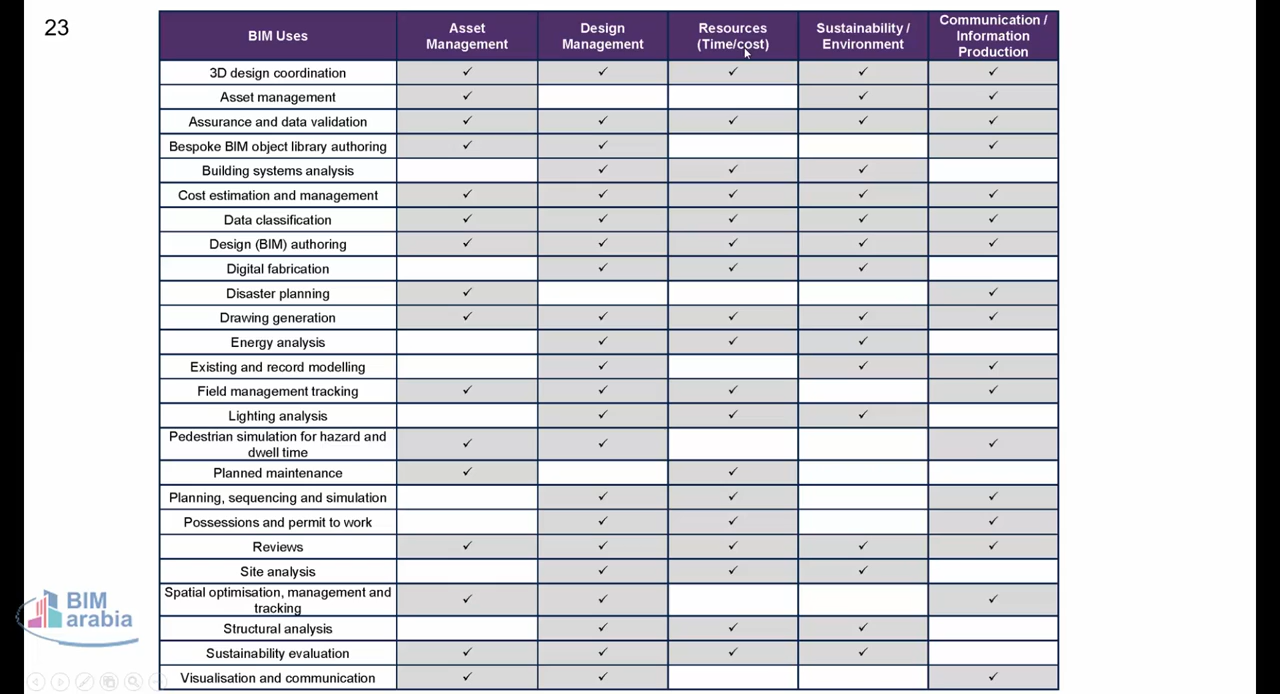 23
BIM Uses
Asset
Management
Design
Management
Resources
(Time/cost)
Sustainability /
Environment
Communication /
Information
Production
3D design coordination ✓ ✓ ✓ ✓ ✓
Asset management ✓ ✓ ✓
Assurance and data validation ✓ ✓ ✓ ✓ ✓
Bespoke BIM object library authoring ✓ ✓ ✓
Building systems analysis ✓ ✓ ✓
Cost estimation and management ✓ ✓ ✓ ✓ ✓
Data classification ✓ ✓ ✓ ✓ ✓
Design (BIM) authoring ✓ ✓ ✓ ✓ ✓
Digital fabrication ✓ ✓ ✓
Disaster planning ✓ ✓
Drawing generation ✓ ✓ ✓ ✓ ✓
Energy analysis ✓ ✓ ✓
Existing and record modelling ✓ ✓ ✓
Field management tracking ✓ ✓ ✓ ✓
Lighting analysis ✓ ✓ ✓
Pedestrian simulation for hazard and
dwell time ✓ ✓ ✓
Planned maintenance ✓ ✓
Planning, sequencing and simulation ✓ ✓ ✓
Possessions and permit to work ✓ ✓ ✓
Reviews ✓ ✓ ✓ ✓ ✓
Site analysis ✓ ✓ ✓
Spatial optimisation, management and
tracking ✓ ✓ ✓
Structural analysis ✓ ✓ ✓
Sustainability evaluation ✓ ✓ ✓ ✓
Visualisation and communication ✓ ✓ ✓
BIM
arabia